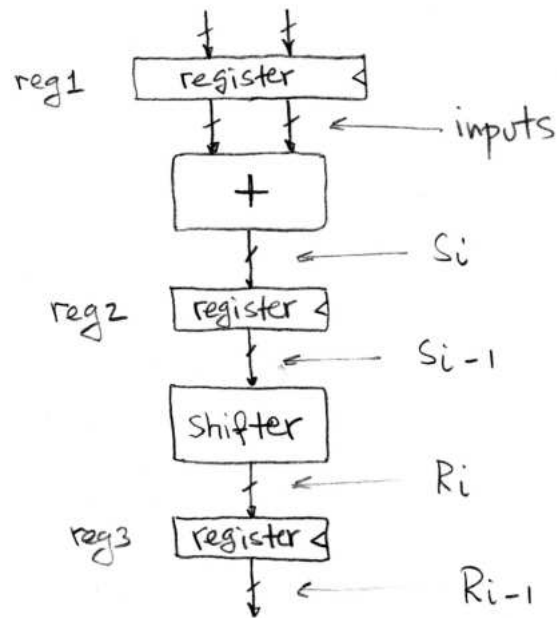 reg1
register
inputs
+
Si
reg2
register
Si-1
Shifter
Ri
reg3
register
Ri-1